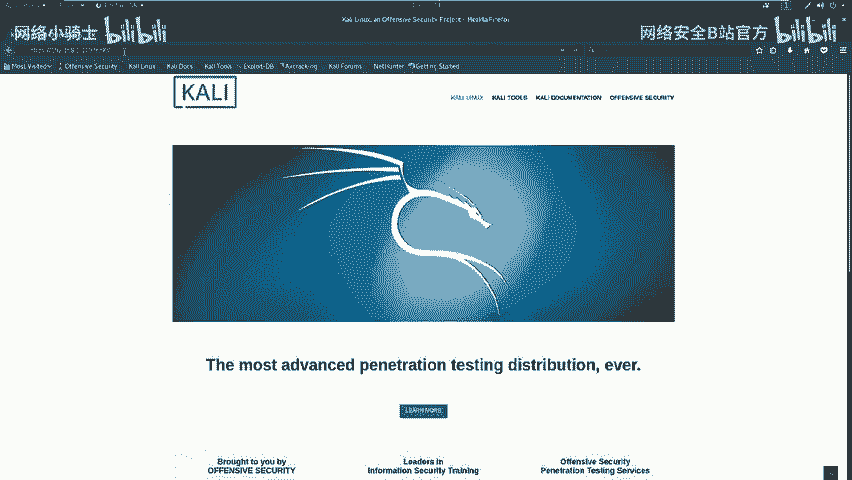 Kali Linux, an Offensive Security Project - Mozilla Firefox
网络小骑士 bilibili
网络安全B站官方 bilibili
Most Visited Offensive Security Kali Linux Kali Docs Kali Tools Exploit-DB Aircracking Kali Forums NetHunter Getting Started
KALI
KALI LINUX KALI TOOLS KALI DOCUMENTATION OFFENSIVE SECURITY
The most advanced penetration testing distribution, ever.
LEARN MORE
Brought to you by
OFFENSIVE SECURITY
Leaders in
Information Security Training
Offensive Security
Penetration Testing Services